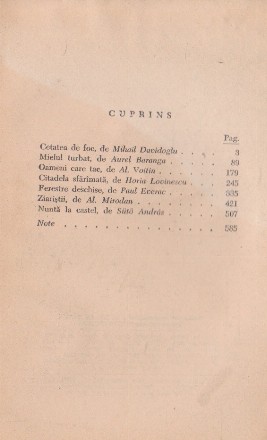 CUPRINS
Pag.
Cetatea de foc, de Mihail Davidoglu . . . . 3
Mielul turbat, de Aurel Baranga . . . . . 89
Oameni care tac, de Al. Voitin . . . . . . 179
Citadela sfărîmată, de Horia Lovinescu . . . . 245
Ferestre deschise, de Paul Everac . . . . . 335
Ziariștii, de Al. Mirodan . . . . . . . . 421
Nuntă la castel, de Sütő András . . . . . 507
Note . . . . . . . . . . . . 585